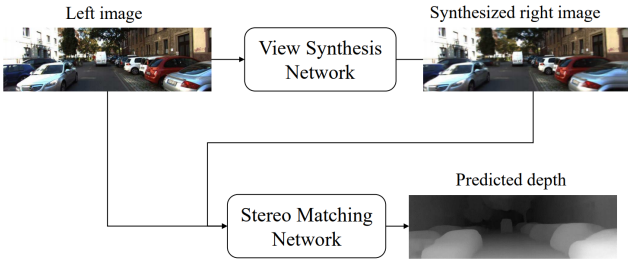 Left image
Synthesized right image
View Synthesis
Network
Predicted depth
Stereo Matching
Network